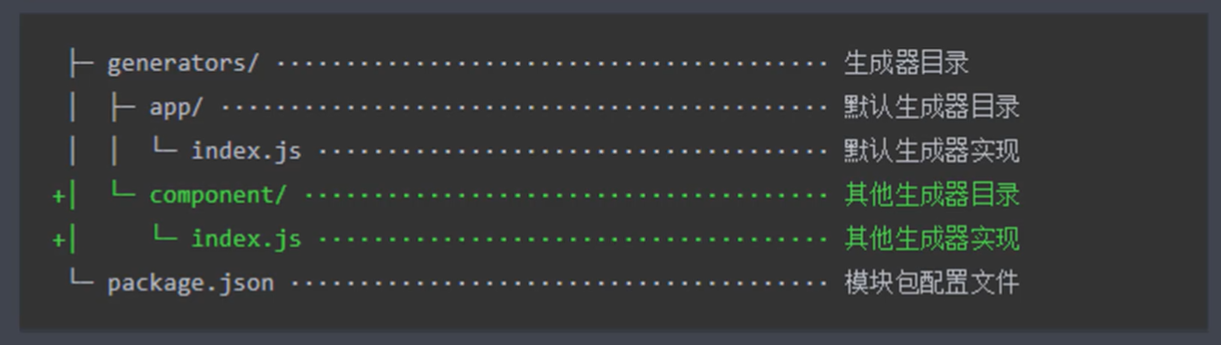 ├─ generators/ ········································ 生成器目录
│  ├─ app/ ············································ 默认生成器目录
│  │  └─ index.js ····································· 默认生成器实现
+│  └─ component/ ······································ 其他生成器目录
+│     └─ index.js ····································· 其他生成器实现
└─ package.json ······································· 模块包配置文件